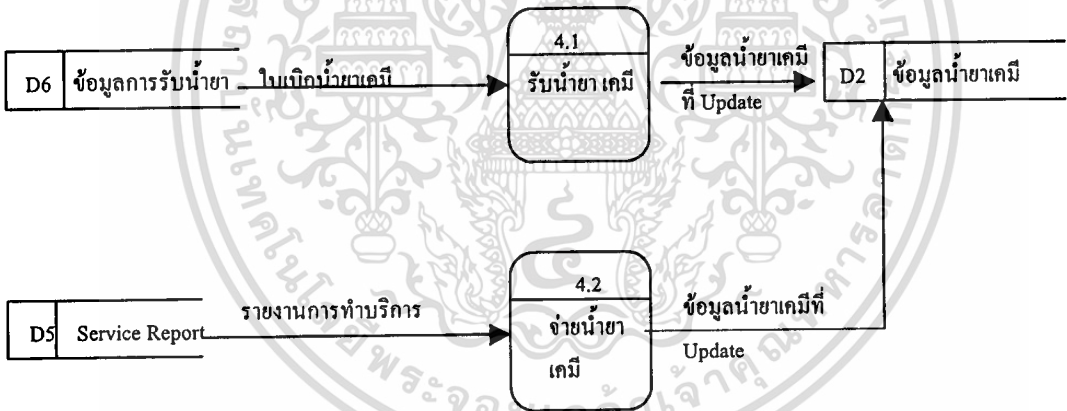 4.1
D6 ข้อมูลการรับน้ำยา ใบเบิกน้ำยาเคมี รับน้ำยา เคมี ข้อมูลน้ำยาเคมี
ที่ Update
D2 ข้อมูลน้ำยาเคมี
4.2
D5 Service Report รายงานการทำบริการ จ่ายน้ำยา
เคมี
ข้อมูลน้ำยาเคมีที่
Update